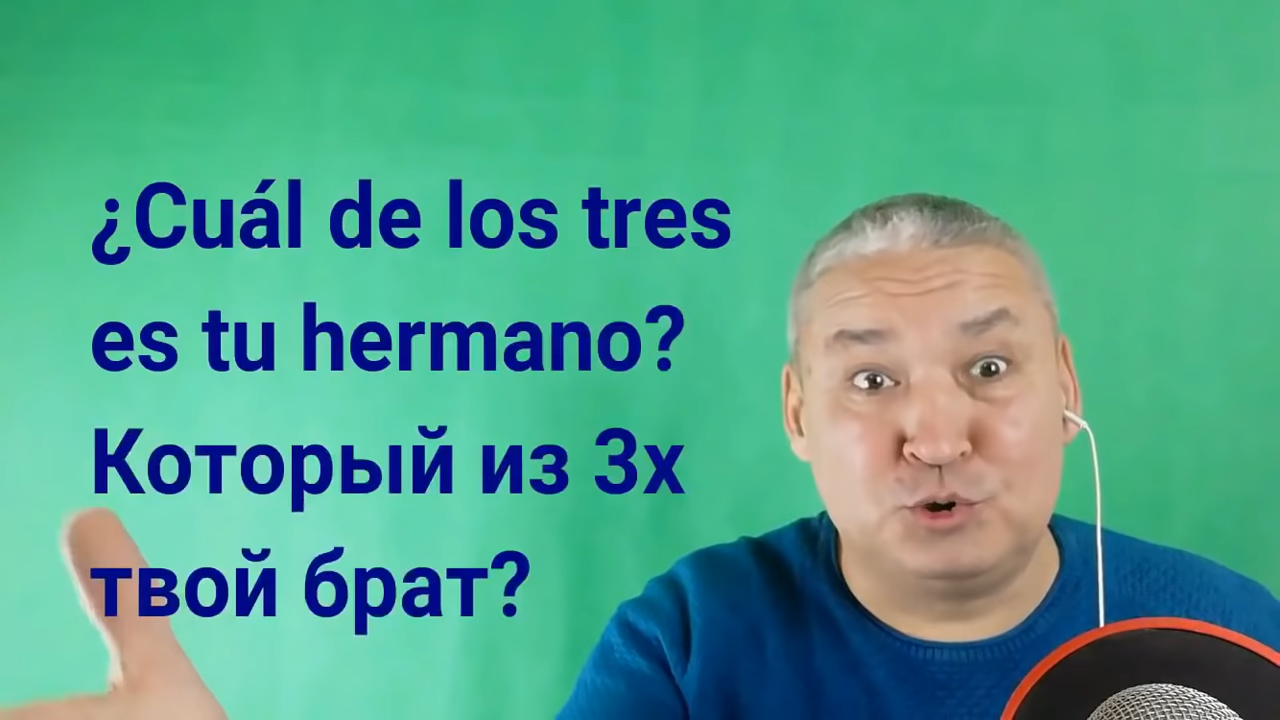 ¿Cuál de los tres
es tu hermano?
Который из 3х
твой брат?